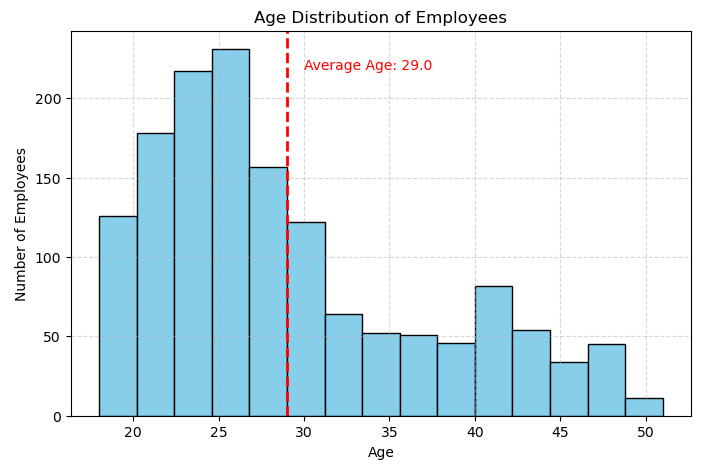 Age Distribution of Employees
Average Age: 29.0
Number of Employees
200
150
100
50
0
20 25 30 35 40 45 50
Age